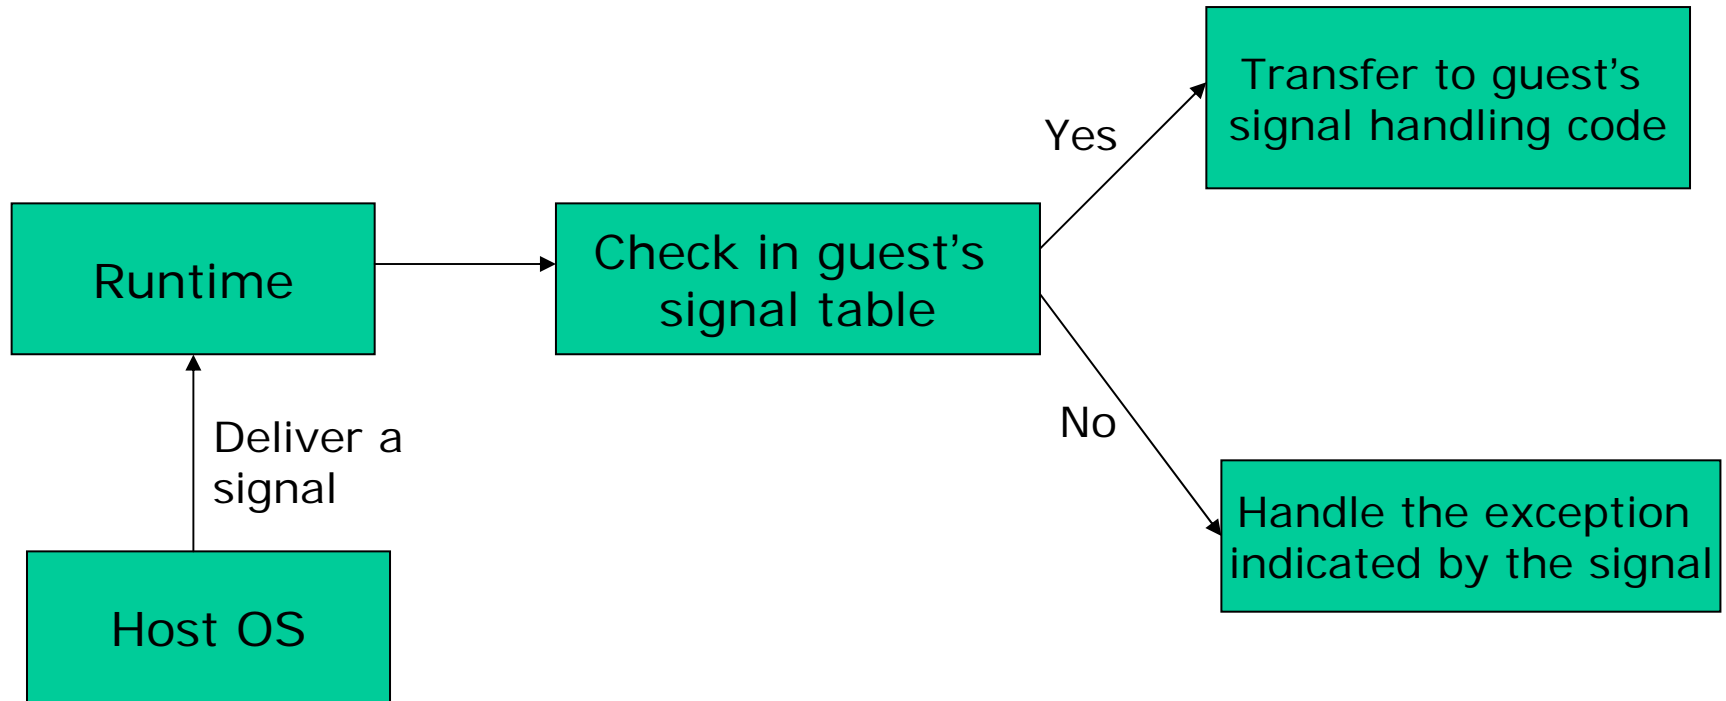 Transfer to guest’s
signal handling code
Yes
Runtime
Check in guest’s
signal table
No
Deliver a
signal
Handle the exception
indicated by the signal
Host OS